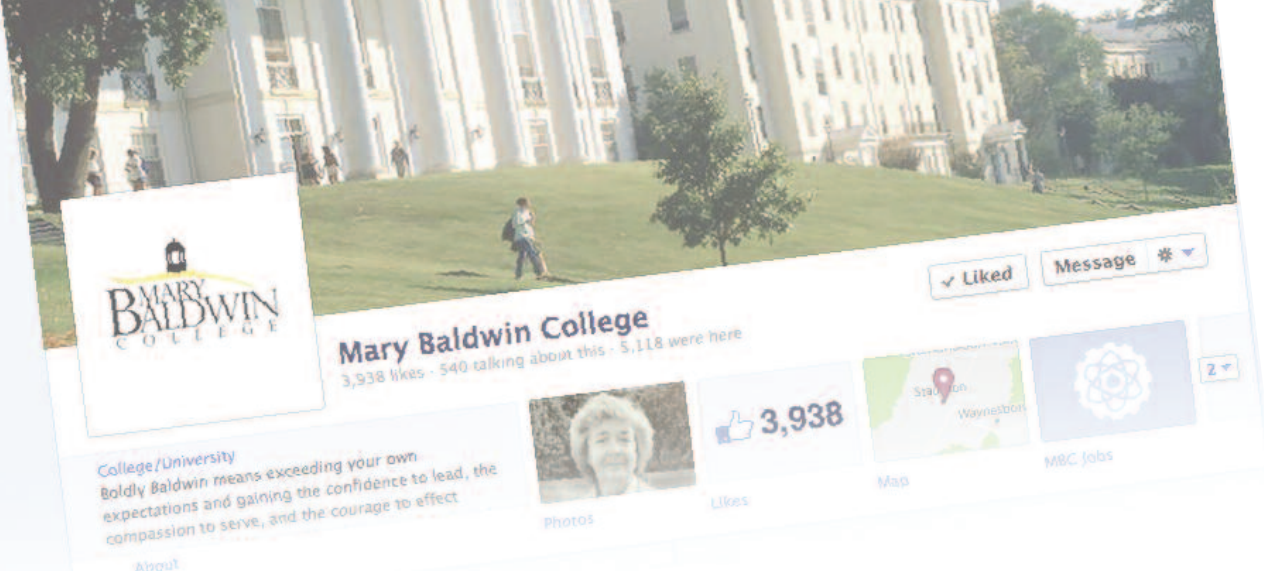 MARY
BALDWIN
COLLEGE
Liked
Message
Mary Baldwin College
3,938 likes · 540 talking about this · 5,118 were here
College/University
Boldly Baldwin means exceeding your own
expectations and gaining the confidence to lead, the
compassion to serve, and the courage to effect
About
Photos
3,938
Likes
Staunton
Waynesboro
Map
MBC Jobs
2